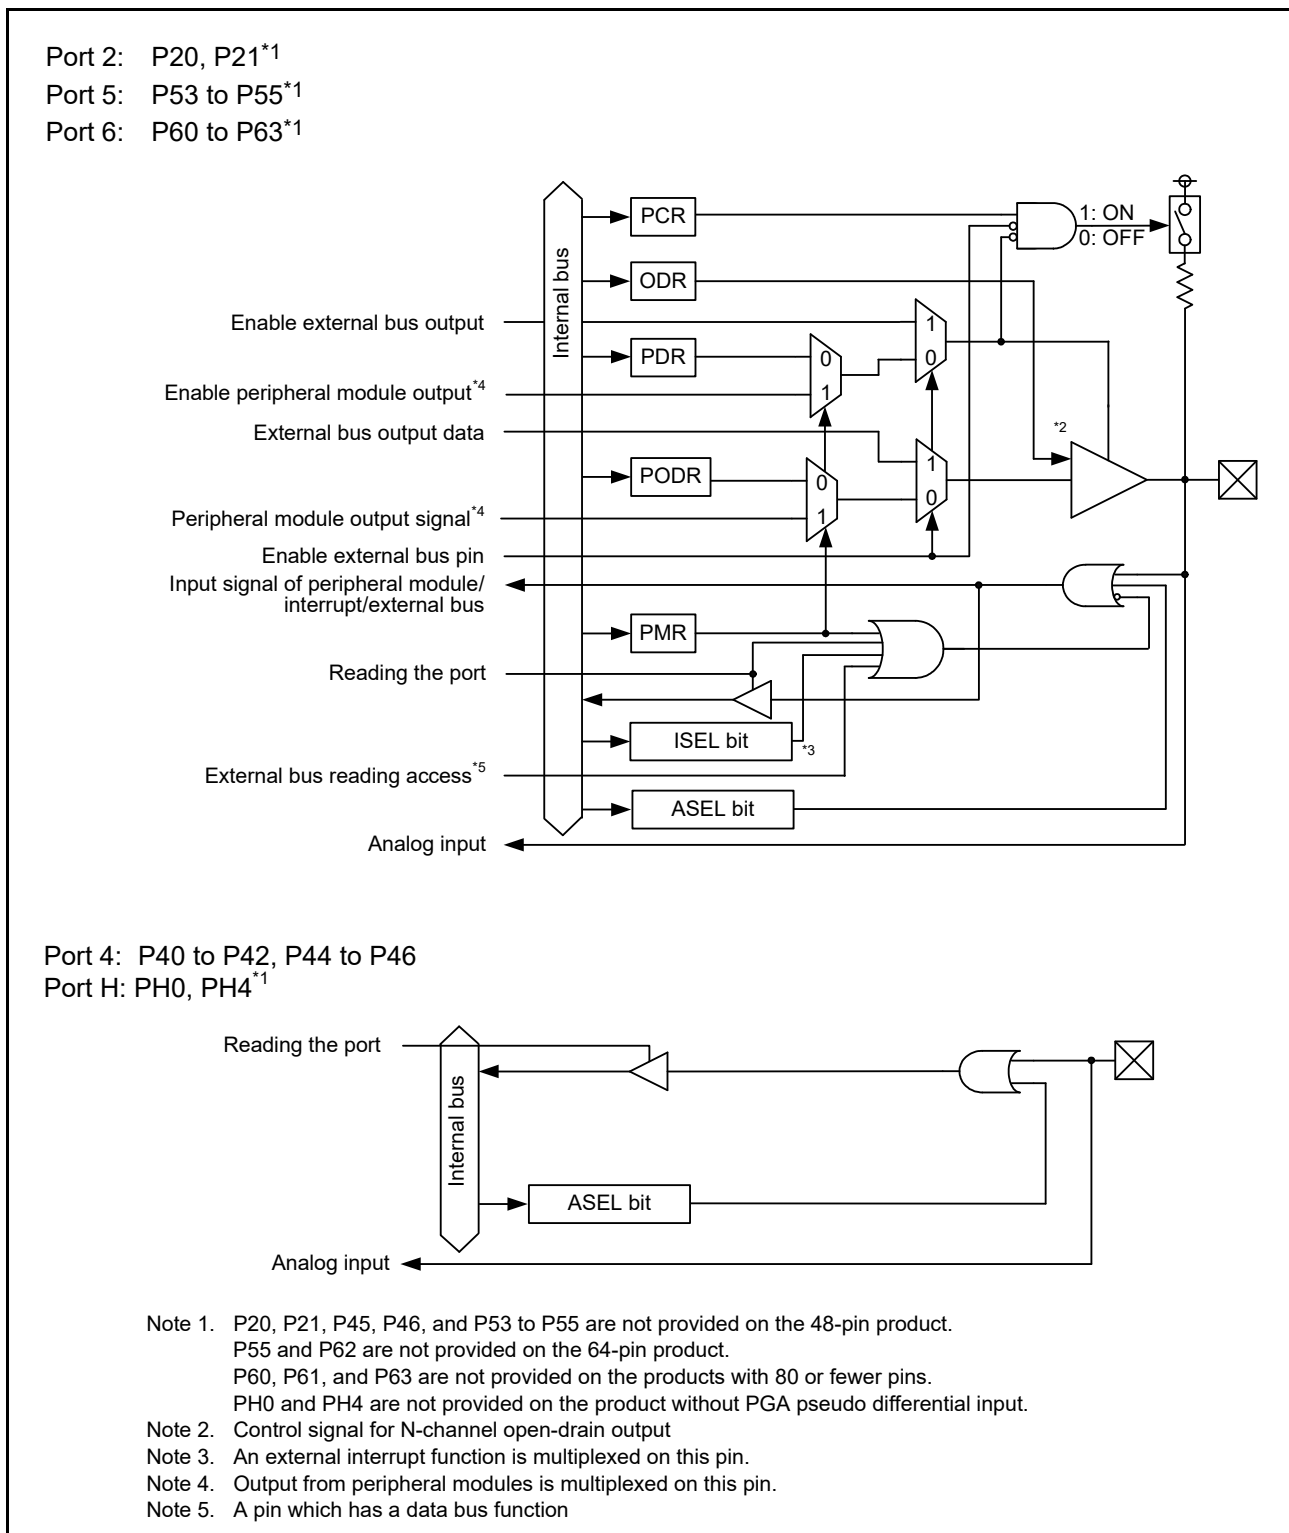 Port 2: P20, P21*1
Port 5: P53 to P55*1
Port 6: P60 to P63*1
Internal bus
PCR
1: ON
0: OFF
ODR
Enable external bus output
1
0
PDR
0
1
Enable peripheral module output*4
External bus output data
*2
1
0
PODR
0
1
Peripheral module output signal*4
Enable external bus pin
Input signal of peripheral module/
interrupt/external bus
PMR
Reading the port
ISEL bit
*3
External bus reading access*5
ASEL bit
Analog input
Port 4: P40 to P42, P44 to P46
Port H: PH0, PH4*1
Reading the port
Internal bus
ASEL bit
Analog input
Note 1. P20, P21, P45, P46, and P53 to P55 are not provided on the 48-pin product.
P55 and P62 are not provided on the 64-pin product.
P60, P61, and P63 are not provided on the products with 80 or fewer pins.
PH0 and PH4 are not provided on the product without PGA pseudo differential input.
Note 2. Control signal for N-channel open-drain output
Note 3. An external interrupt function is multiplexed on this pin.
Note 4. Output from peripheral modules is multiplexed on this pin.
Note 5. A pin which has a data bus function